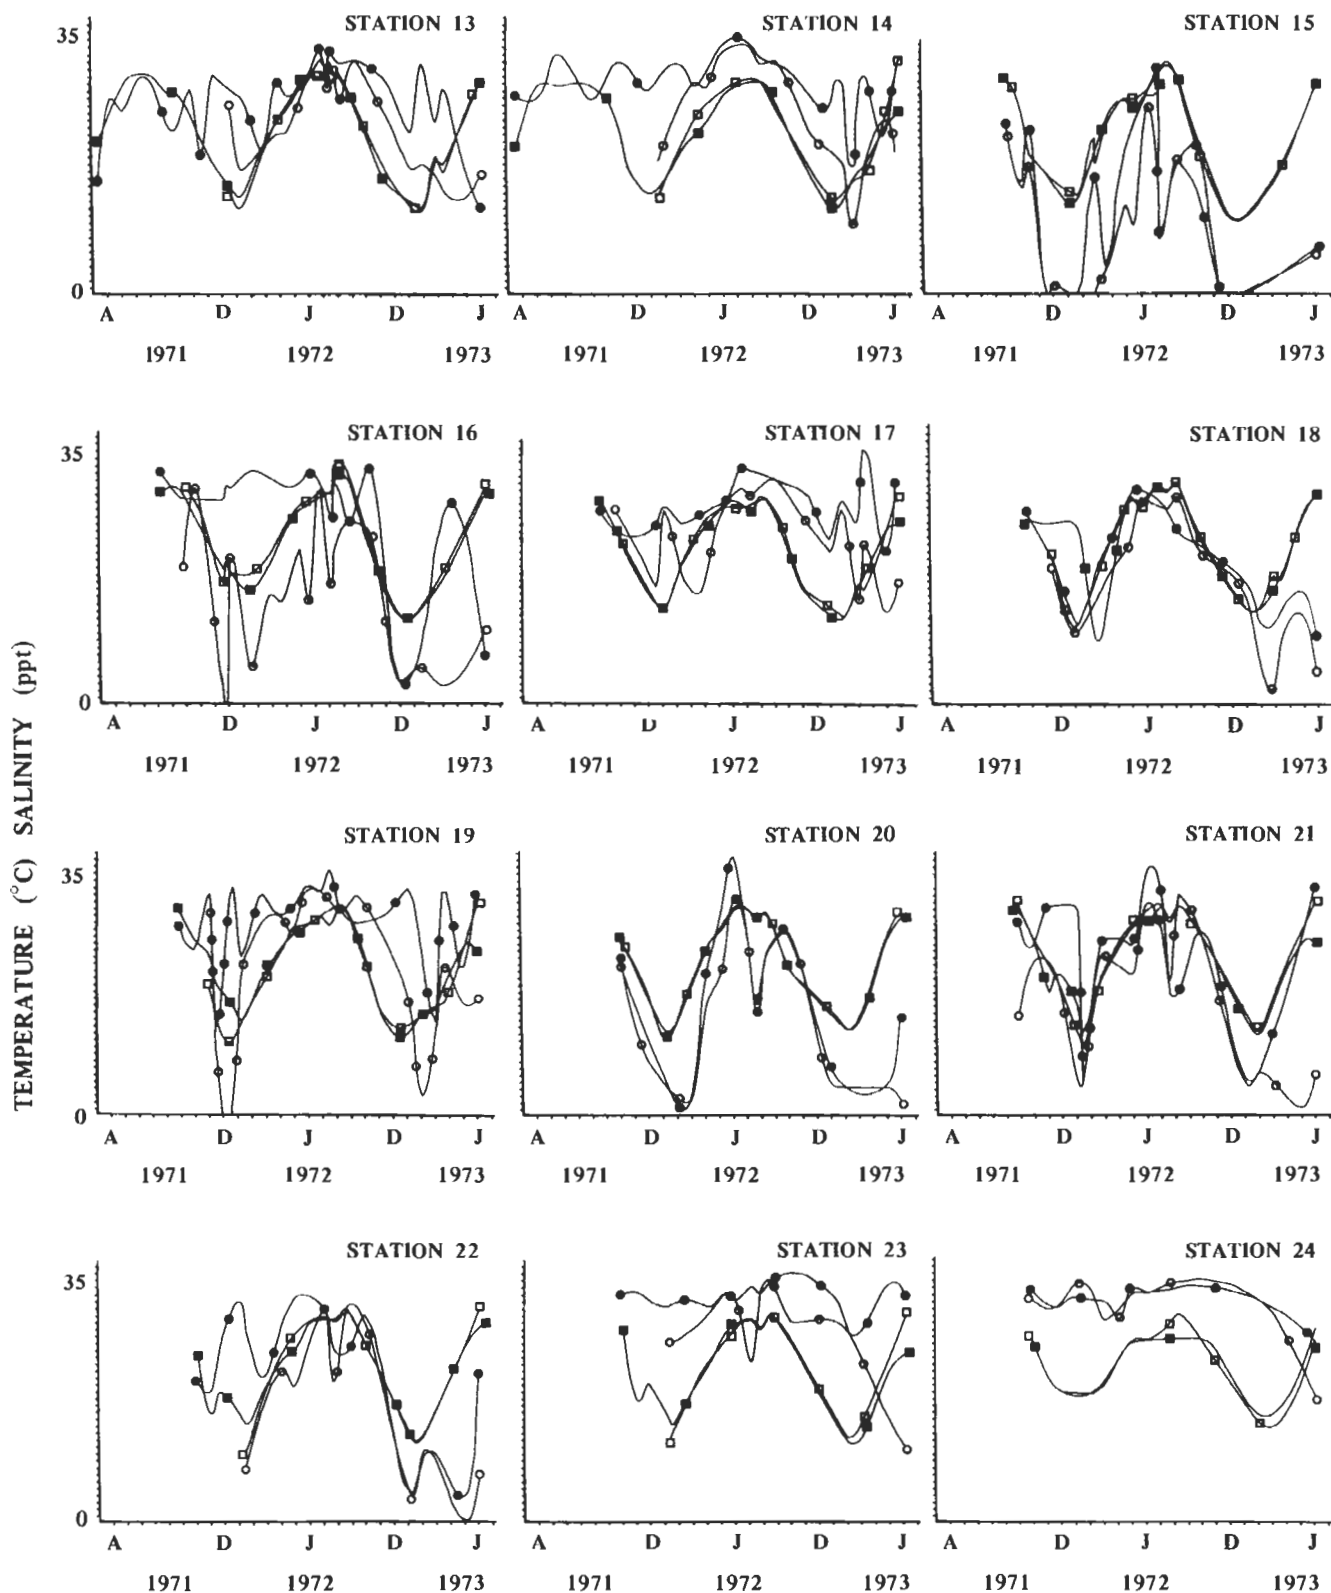 TEMPERATURE (°C) SALINITY (ppt)
STATION 13 STATION 14 STATION 15
35
0
A D J D J A D J D J A D J D J
1971 1972 1973 1971 1972 1973 1971 1972 1973
STATION 16 STATION 17 STATION 18
35
0
A D J D J A D J D J A D J D J
1971 1972 1973 1971 1972 1973 1971 1972 1973
STATION 19 STATION 20 STATION 21
35
0
A D J D J A D J D J A D J D J
1971 1972 1973 1971 1972 1973 1971 1972 1973
STATION 22 STATION 23 STATION 24
35
0
A D J D J A D J D J A D J D J
1971 1972 1973 1971 1972 1973 1971 1972 1973